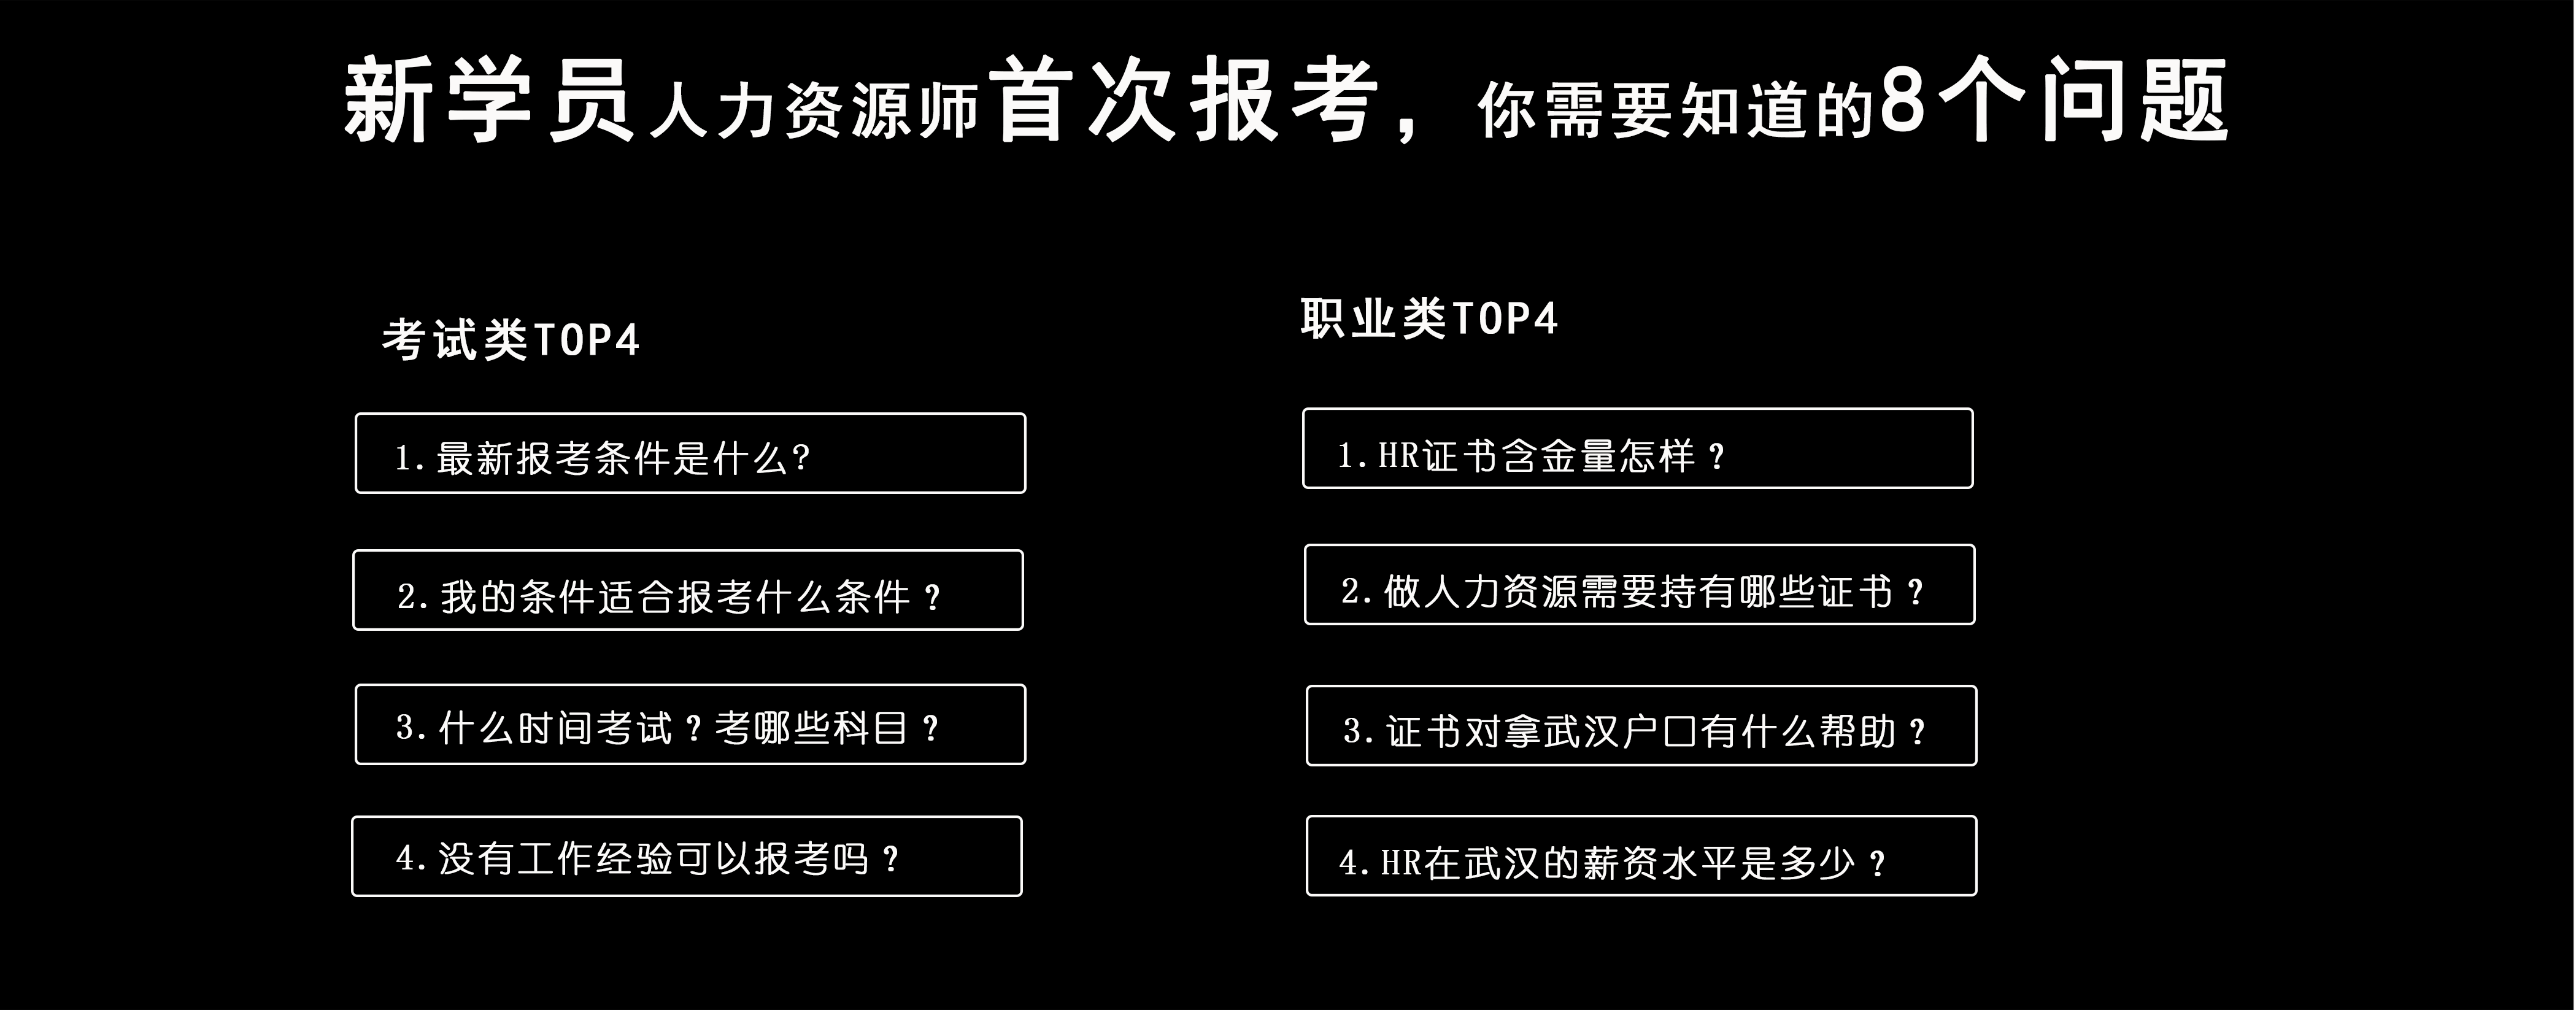 新学员人力资源师首次报考，你需要知道的8个问题
考试类TOP4
1.最新报考条件是什么?
2.我的条件适合报考什么条件？
3.什么时间考试？考哪些科目？
4.没有工作经验可以报考吗？
职业类TOP4
1.HR证书含金量怎样？
2.做人力资源需要持有哪些证书？
3.证书对拿武汉户口有什么帮助？
4.HR在武汉的薪资水平是多少？